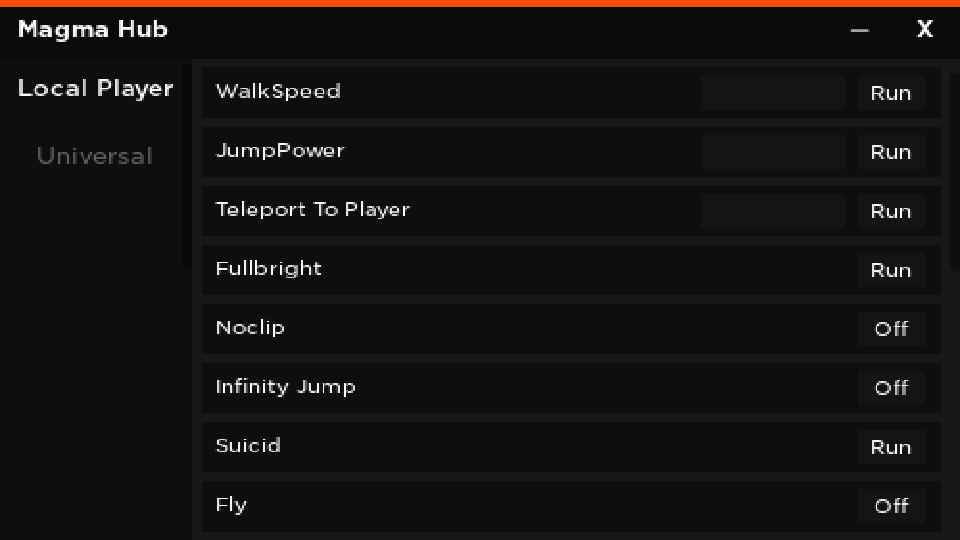 Magma Hub — X
Local Player
Universal
WalkSpeed Run
JumpPower Run
Teleport To Player Run
Fullbright Run
Noclip Off
Infinity Jump Off
Suicid Run
Fly Off